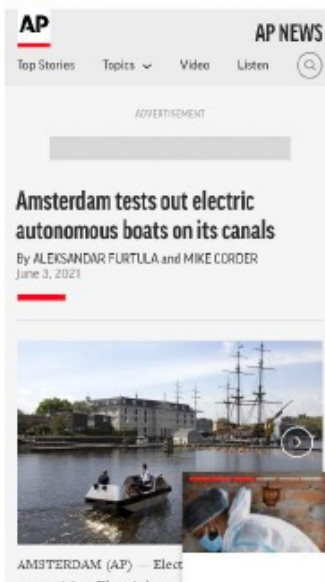 AP
AP NEWS
Top Stories Topics Video Listen
ADVERTISEMENT
Amsterdam tests out electric
autonomous boats on its canals
By ALEKSANDAR FURTULA and MIKE CORDER
June 3, 2021
AMSTERDAM (AP) — Elect